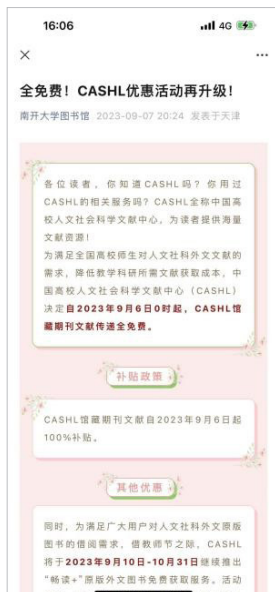 16:06
4G
全免费！CASHL优惠活动再升级！
南开大学图书馆 2023-09-07 20:24 发表于天津
各位读者，你知道CASHL吗？你用过
CASHL的相关服务吗？CASHL全称中国高
校人文社会科学文献中心，为读者提供海量
文献资源！
为满足全国高校师生对人文社科外文文献的
需求，降低教学科研所需文献获取成本，中
国高校人文社会科学文献中心（CASHL）
决定自2023年9月6日0时起，CASHL馆
藏期刊文献传递全免费。
补贴政策
CASHL馆藏期刊文献自2023年9月6日起
100%补贴。
其他优惠
同时，为满足广大用户对人文社科外文原版
图书的借阅需求，借教师节之际，CASHL
将于2023年9月10日-10月31日继续推出
“畅读+”原版外文图书免费获取服务。活动